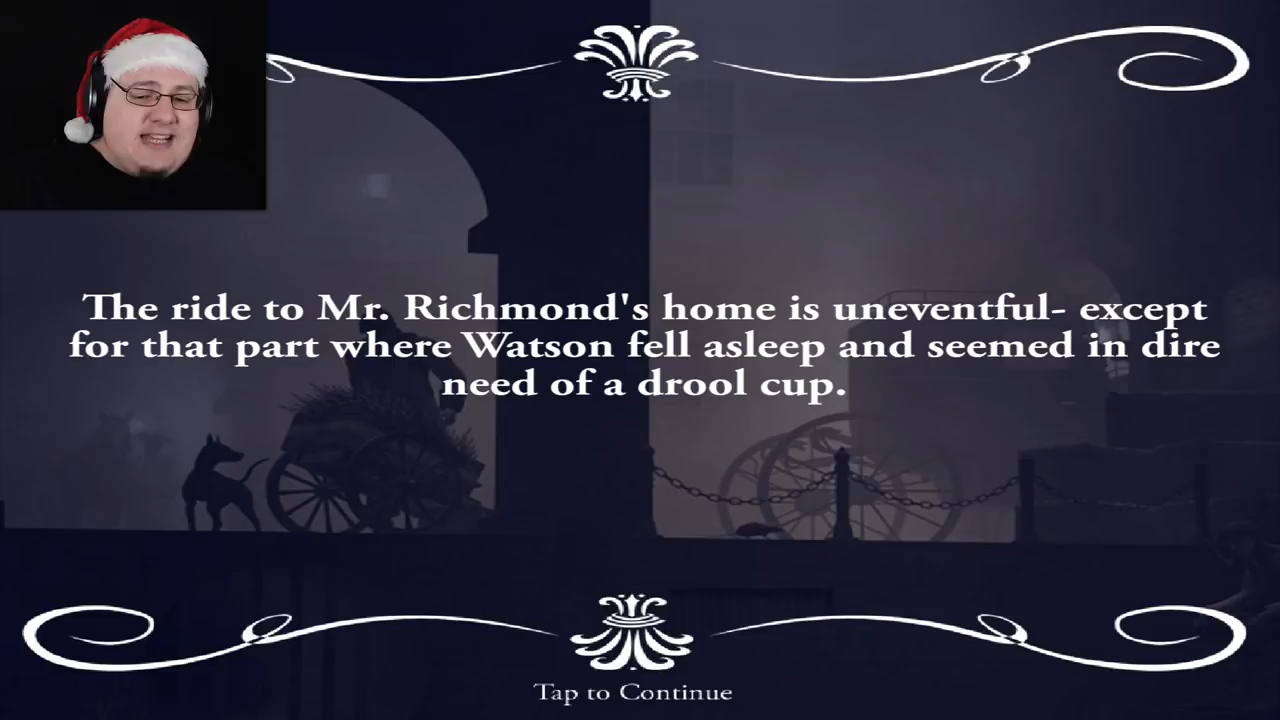 The ride to Mr. Richmond's home is uneventful- except
for that part where Watson fell asleep and seemed in dire
need of a drool cup.
Tap to Continue